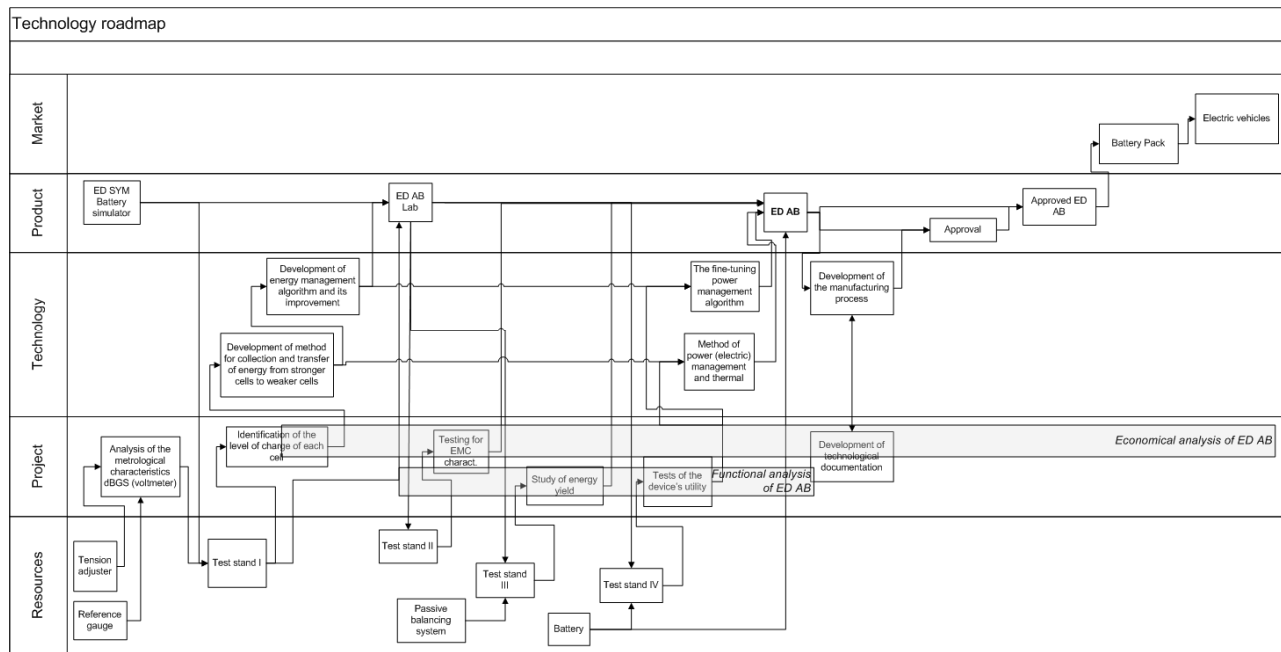 Technology roadmap
Market
Electric vehicles
Battery Pack
Product
ED SYM
Battery
simulator
ED AB
Lab
ED AB
Approval
Approved ED
AB
Technology
Development of
energy management
algorithm and its
improvement
The fine-tuning
power
management
algorithm
Development of
the manufacturing
process
Development of method
for collection and transfer
of energy from stronger
cells to weaker cells
Method of
power (electric)
management
and thermal
Project
Analysis of the
metrological
characteristics
dBGS (voltmeter)
Identification of the
level of charge of each
cell
Testing for
EMC
charact.
Study of energy
yield
Tests of the
device's utility
Functional analysis
of ED AB
Development of
technological
documentation
Economical analysis of ED AB
Resources
Tension
adjuster
Reference
gauge
Test stand I
Test stand II
Test stand
III
Passive
balancing
system
Test stand IV
Battery